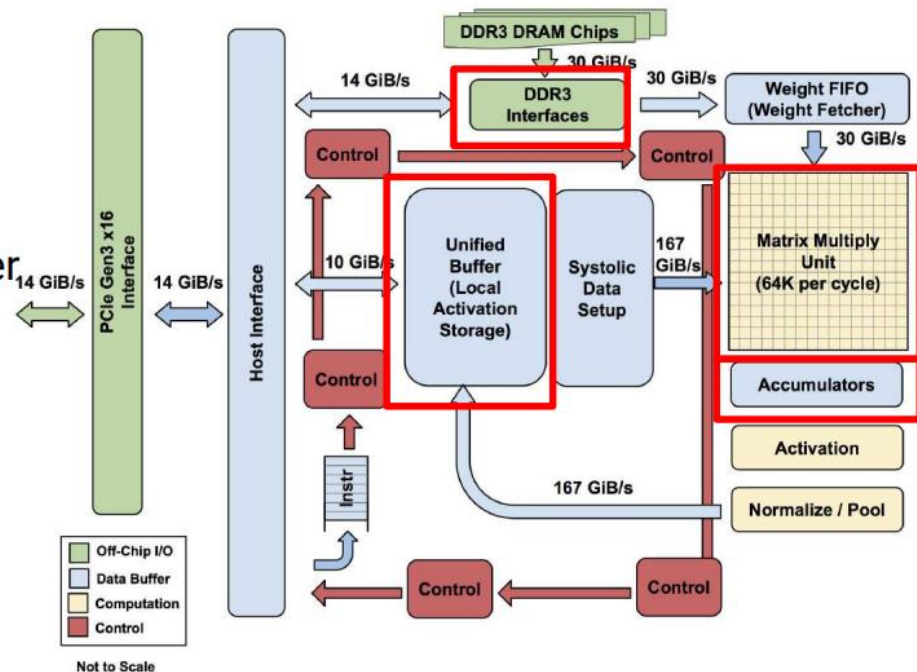 DDR3 DRAM Chips
30 GiB/s
14 GiB/s
DDR3
Interfaces
30 GiB/s
Weight FIFO
(Weight Fetcher)
30 GiB/s
Control
Control
Matrix Multiply
Unit
(64K per cycle)
Unified
Buffer
(Local
Activation
Storage)
Systolic
Data
Setup
167
GiB/s
10 GiB/s
er
14 GiB/s
PCIe Gen3 x16
Interface
14 GiB/s
Host Interface
Control
Accumulators
Activation
Instr
167 GiB/s
Normalize / Pool
Off-Chip I/O
Data Buffer
Computation
Control
Control
Control
Not to Scale